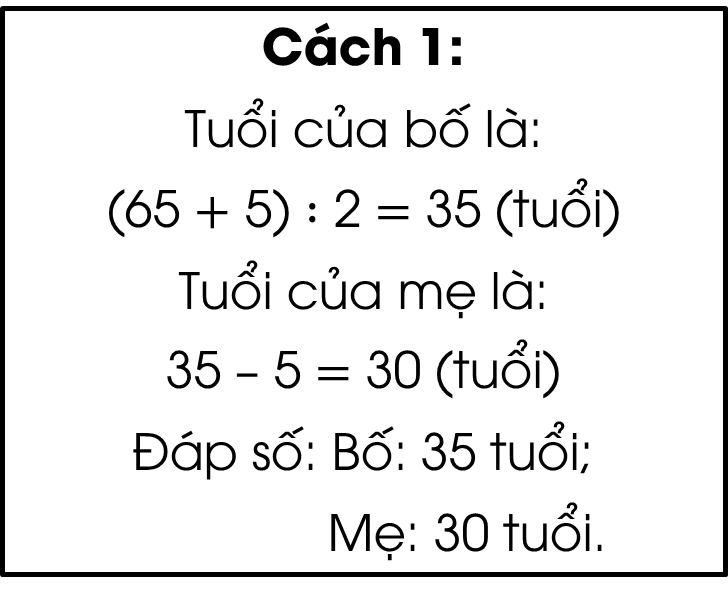 Cách 1:
Tuổi của bố là:
(65 + 5) : 2 = 35 (tuổi)
Tuổi của mẹ là:
35 – 5 = 30 (tuổi)
Đáp số: Bố: 35 tuổi;
Mẹ: 30 tuổi.